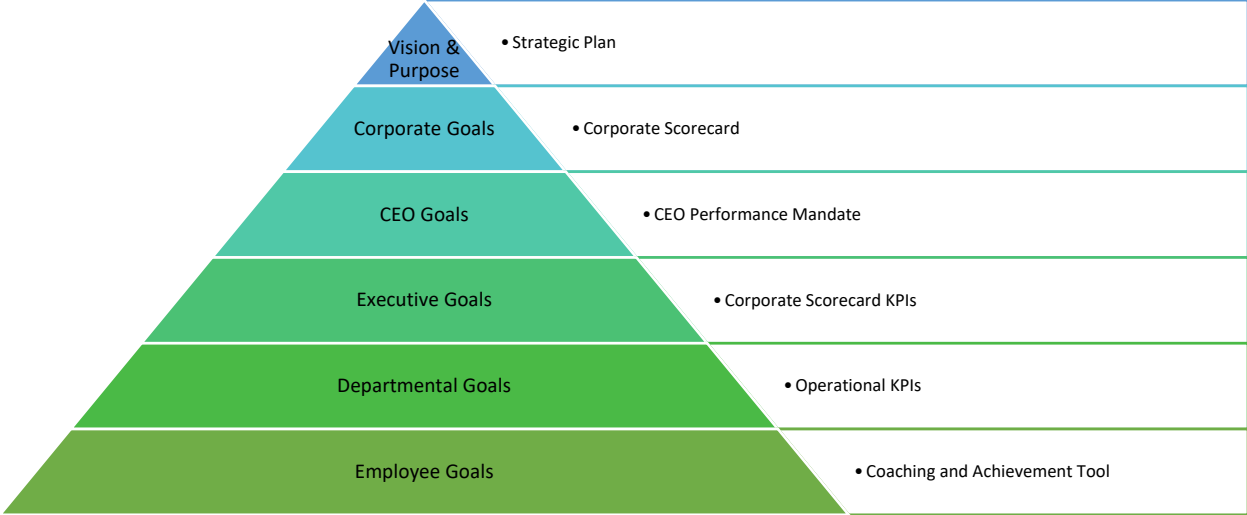 Vision &
Purpose
• Strategic Plan
Corporate Goals
• Corporate Scorecard
CEO Goals
• CEO Performance Mandate
Executive Goals
• Corporate Scorecard KPIs
Departmental Goals
• Operational KPIs
Employee Goals
• Coaching and Achievement Tool